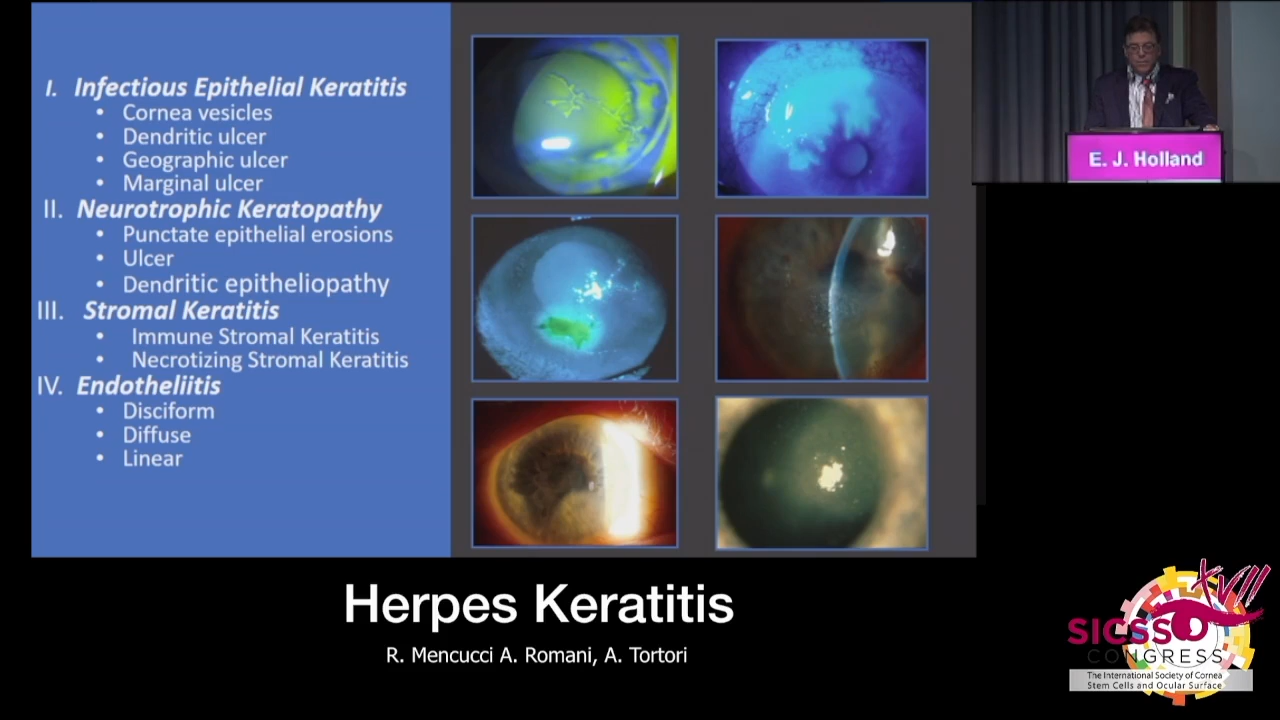 I. Infectious Epithelial Keratitis
• Cornea vesicles
• Dendritic ulcer
• Geographic ulcer
• Marginal ulcer
II. Neurotrophic Keratopathy
• Punctate epithelial erosions
• Ulcer
• Dendritic epitheliopathy
III. Stromal Keratitis
• Immune Stromal Keratitis
• Necrotizing Stromal Keratitis
IV. Endotheliitis
• Disciform
• Diffuse
• Linear
E. J. Holland
Herpes Keratitis
R. Mencucci A. Romani, A. Tortori
XVII
SICSSO
CONGRESS
The International Society of Cornea
Stem Cells and Ocular Surface